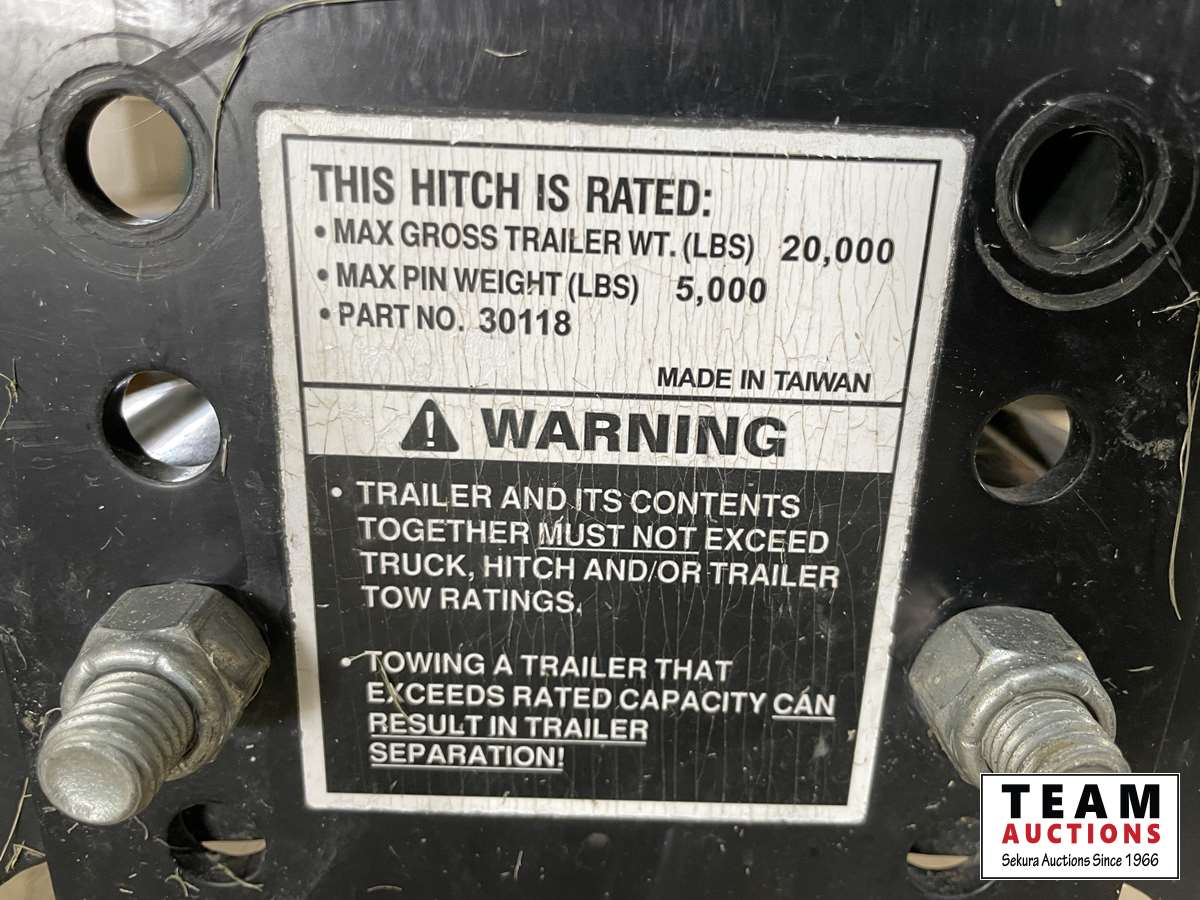 THIS HITCH IS RATED:
• MAX GROSS TRAILER WT. (LBS) 20,000
• MAX PIN WEIGHT (LBS) 5,000
• PART NO. 30118
MADE IN TAIWAN
WARNING
• TRAILER AND ITS CONTENTS
TOGETHER MUST NOT EXCEED
TRUCK, HITCH AND/OR TRAILER
TOW RATINGS.
• TOWING A TRAILER THAT
EXCEEDS RATED CAPACITY CAN
RESULT IN TRAILER
SEPARATION!
TEAM
AUCTIONS
Sekura Auctions Since 1966